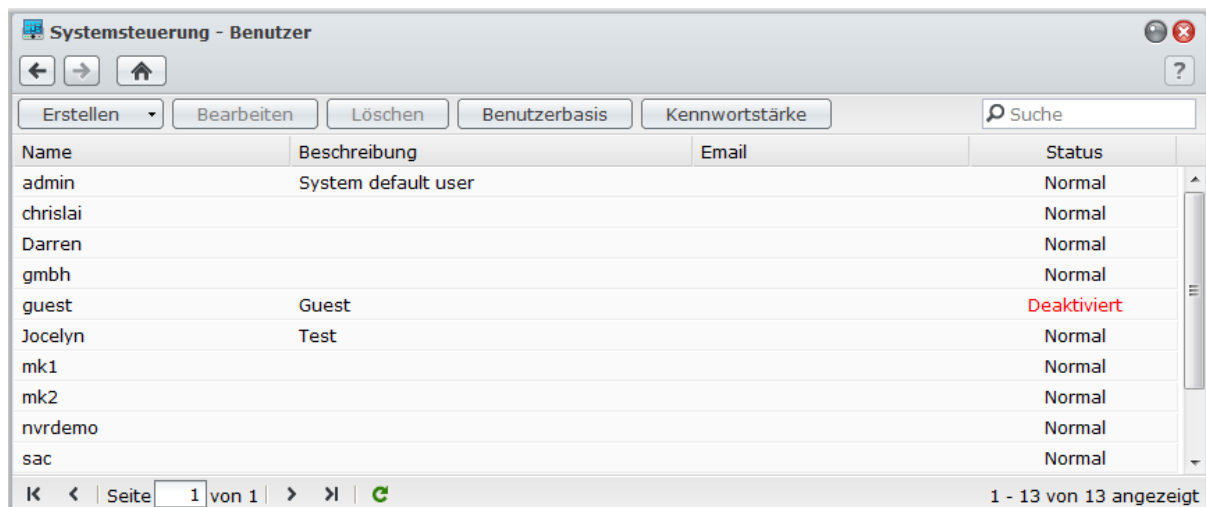 Systemsteuerung - Benutzer
?
Erstellen Bearbeiten Löschen Benutzerbasis Kennwortstärke Suche
Name Beschreibung Email Status
admin System default user Normal
chrislai Normal
Darren Normal
gmbh Normal
guest Guest Deaktiviert
Jocelyn Test Normal
mk1 Normal
mk2 Normal
nvrdemo Normal
sac Normal
Seite 1 von 1 1 - 13 von 13 angezeigt